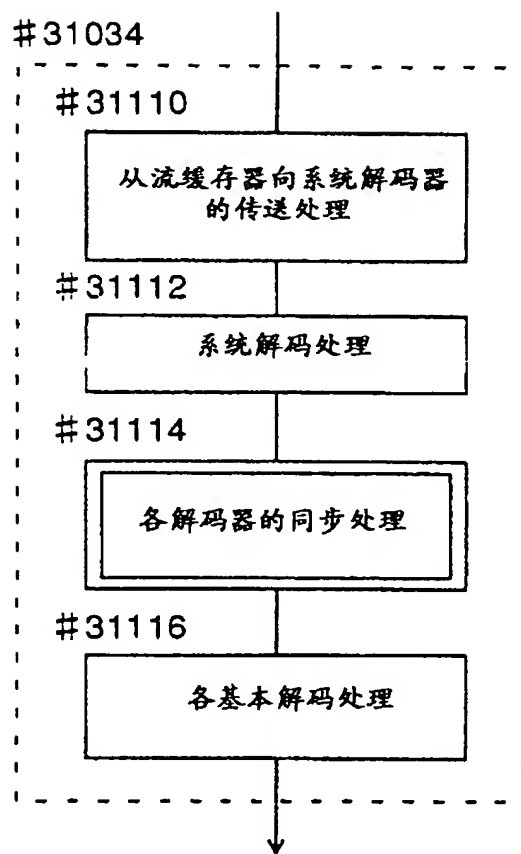 #31034
#31110
从流缓存器向系统解码器
的传送处理
#31112
系统解码处理
#31114
各解码器的同步处理
#31116
各基本解码处理